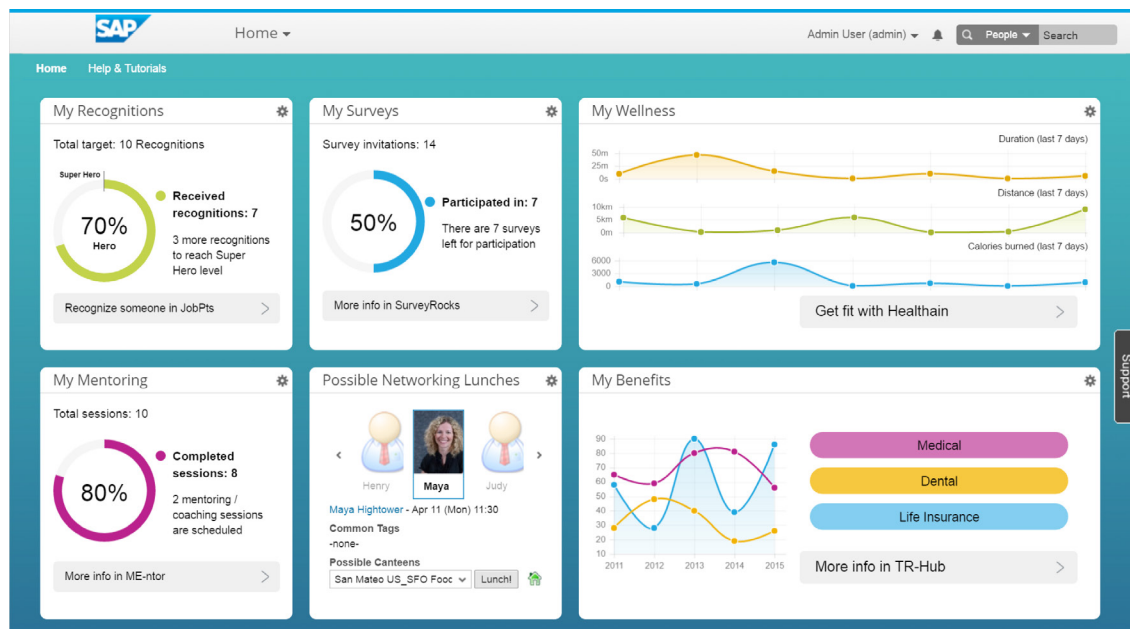 SAP
Home
Admin User (admin)
People
Search
Home
Help & Tutorials
My Recognitions
Total target: 10 Recognitions
Super Hero
70%
Hero
Received
recognitions: 7
3 more recognitions
to reach Super
Hero level
Recognize someone in JobPts
My Surveys
Survey invitations: 14
50%
Participated in: 7
There are 7 surveys
left for participation
More info in SurveyRocks
My Wellness
Duration (last 7 days)
50m
25m
0s
Distance (last 7 days)
10km
5km
0m
Calories burned (last 7 days)
6000
3000
0
Get fit with Healthain
Support
My Mentoring
Total sessions: 10
80%
Completed
sessions: 8
2 mentoring /
coaching sessions
are scheduled
More info in ME-ntor
Possible Networking Lunches
Henry
Maya
Judy
Maya Hightower - Apr 11 (Mon) 11:30
Common Tags
-none-
Possible Canteens
San Mateo US_SFO Fooc
Lunch!
My Benefits
90
80
70
60
50
40
30
20
10
2011 2012 2013 2014 2015
Medical
Dental
Life Insurance
More info in TR-Hub